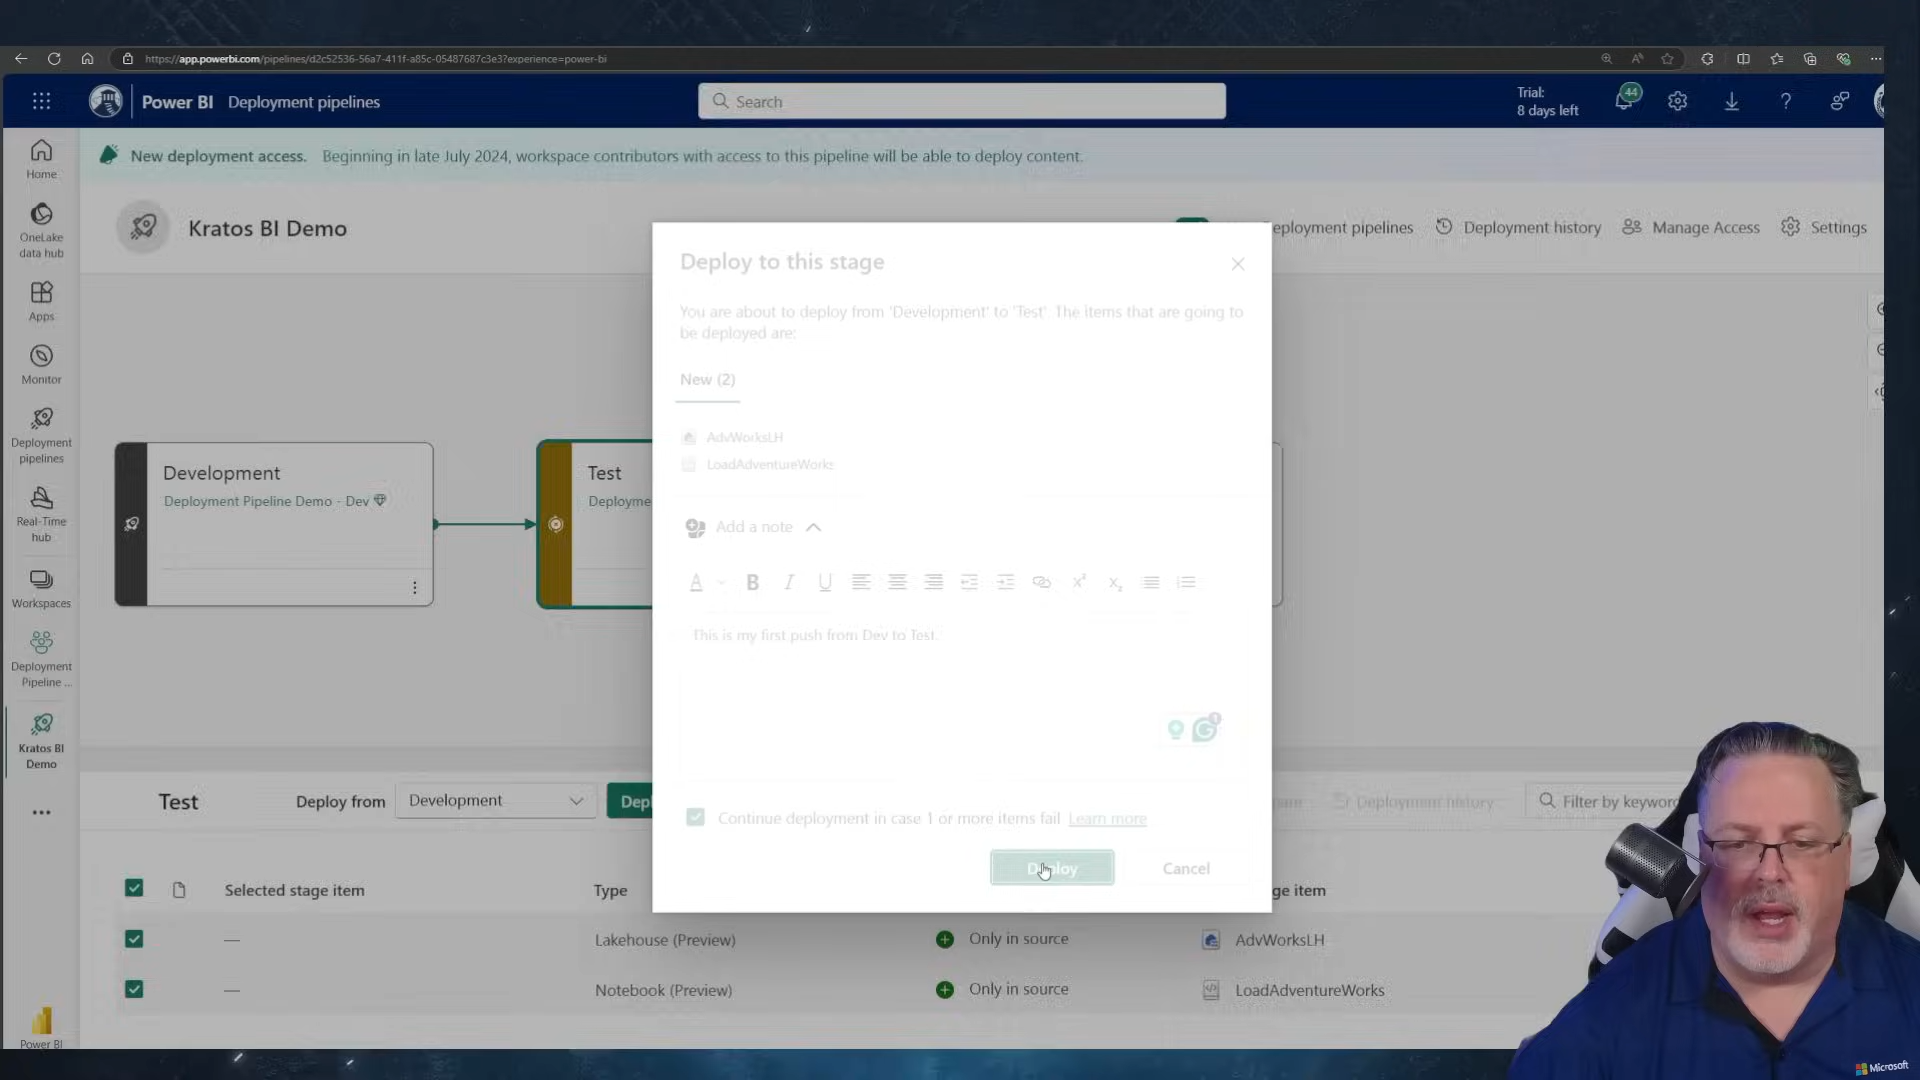 https://app.powerbi.com/pipelines/d2c52536-56a7-411f-a85c-05487687c3e3?experience=power-bi
Power BI Deployment pipelines
Search
Trial:
8 days left
44
New deployment access. Beginning in late July 2024, workspace contributors with access to this pipeline will be able to deploy content.
Home
OneLake
data hub
Apps
Monitor
Deployment
pipelines
Real-Time
hub
Workspaces
Deployment
Pipeline ...
Kratos BI
Demo
Power BI
Kratos BI Demo
eployment pipelines
Deployment history
Manage Access
Settings
Development
Deployment Pipeline Demo - Dev
Test
Deployme
Deploy to this stage
You are about to deploy from 'Development' to 'Test'. The items that are going to
be deployed are:
New (2)
AdvWorksLH
LoadAdventureWorks
Add a note
This is my first push from Dev to Test.
Continue deployment in case 1 or more items fail Learn more
Deploy
Cancel
Test
Deploy from
Development
Depl
Deployment history
Filter by keyword
Selected stage item
Type
ge item
— Lakehouse (Preview) Only in source AdvWorksLH
— Notebook (Preview) Only in source LoadAdventureWorks
Microsoft